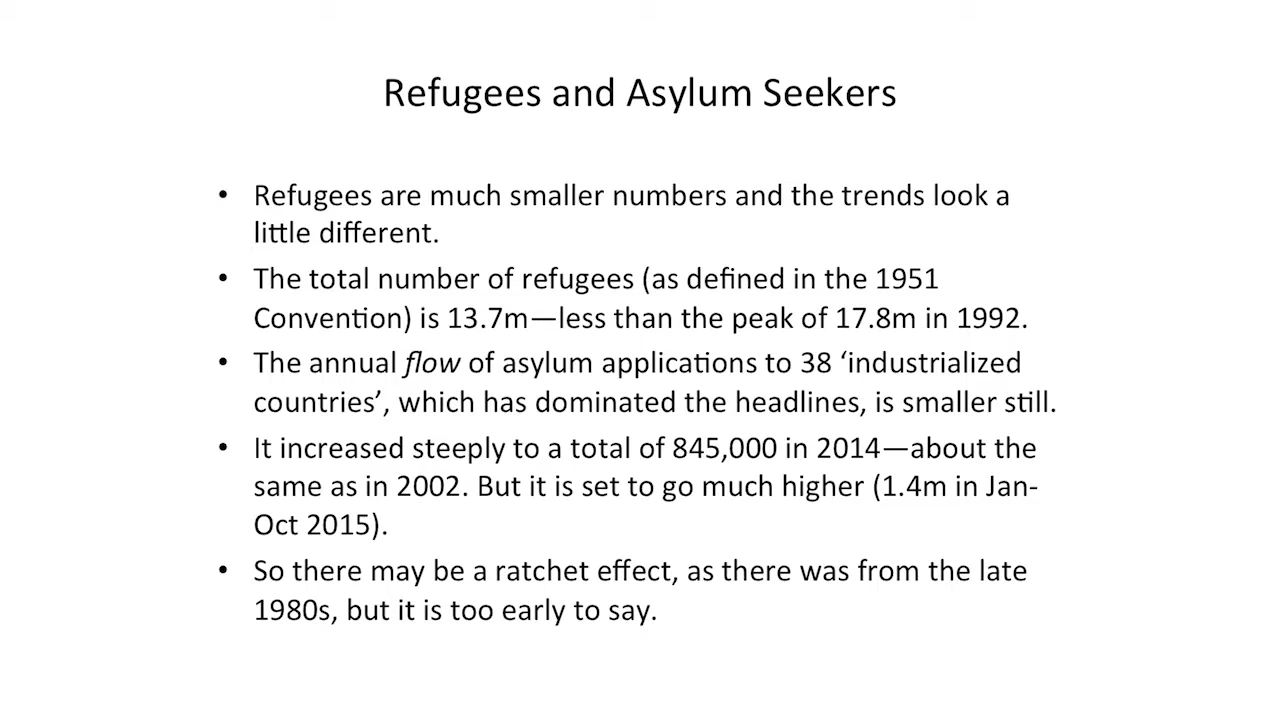 Refugees and Asylum Seekers
• Refugees are much smaller numbers and the trends look a
little different.
• The total number of refugees (as defined in the 1951
Convention) is 13.7m—less than the peak of 17.8m in 1992.
• The annual flow of asylum applications to 38 ‘industrialized
countries’, which has dominated the headlines, is smaller still.
• It increased steeply to a total of 845,000 in 2014—about the
same as in 2002. But it is set to go much higher (1.4m in Jan-
Oct 2015).
• So there may be a ratchet effect, as there was from the late
1980s, but it is too early to say.